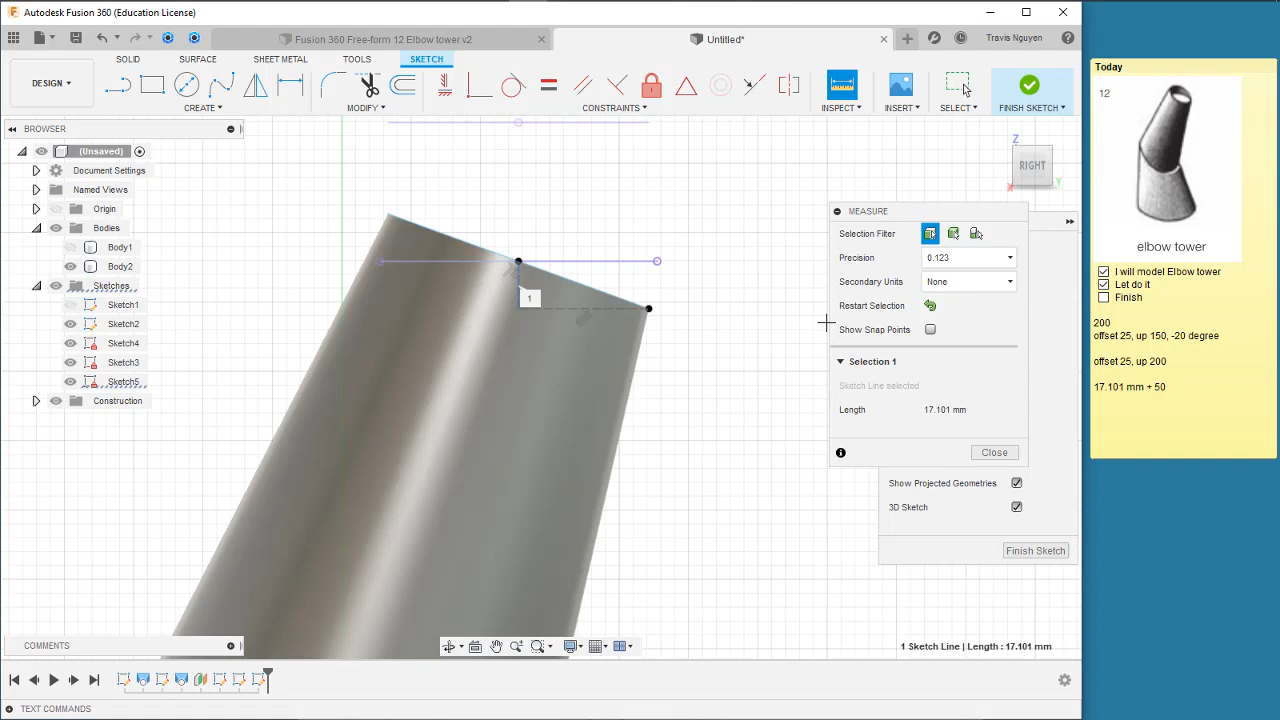 Autodesk Fusion 360 (Education License)
Fusion 360 Free-form 12 Elbow tower v2
Untitled*
Travis Nguyen
DESIGN
SOLID
SURFACE
SHEET METAL
TOOLS
SKETCH
CREATE
MODIFY
CONSTRAINTS
INSPECT
INSERT
SELECT
FINISH SKETCH
BROWSER
(Unsaved)
Document Settings
Named Views
Origin
Bodies
Body1
Body2
Sketches
Sketch1
Sketch2
Sketch4
Sketch3
Sketch5
Construction
1
Z
RIGHT
X
Y
MEASURE
Selection Filter
Precision
0.123
Secondary Units
None
Restart Selection
Show Snap Points
Selection 1
Sketch Line selected
Length
17.101 mm
Close
Show Projected Geometries
3D Sketch
Finish Sketch
COMMENTS
1 Sketch Line | Length : 17.101 mm
TEXT COMMANDS
Today
12
elbow tower
I will model Elbow tower
Let do it
Finish
200
offset 25, up 150, -20 degree
offset 25, up 200
17.101 mm + 50